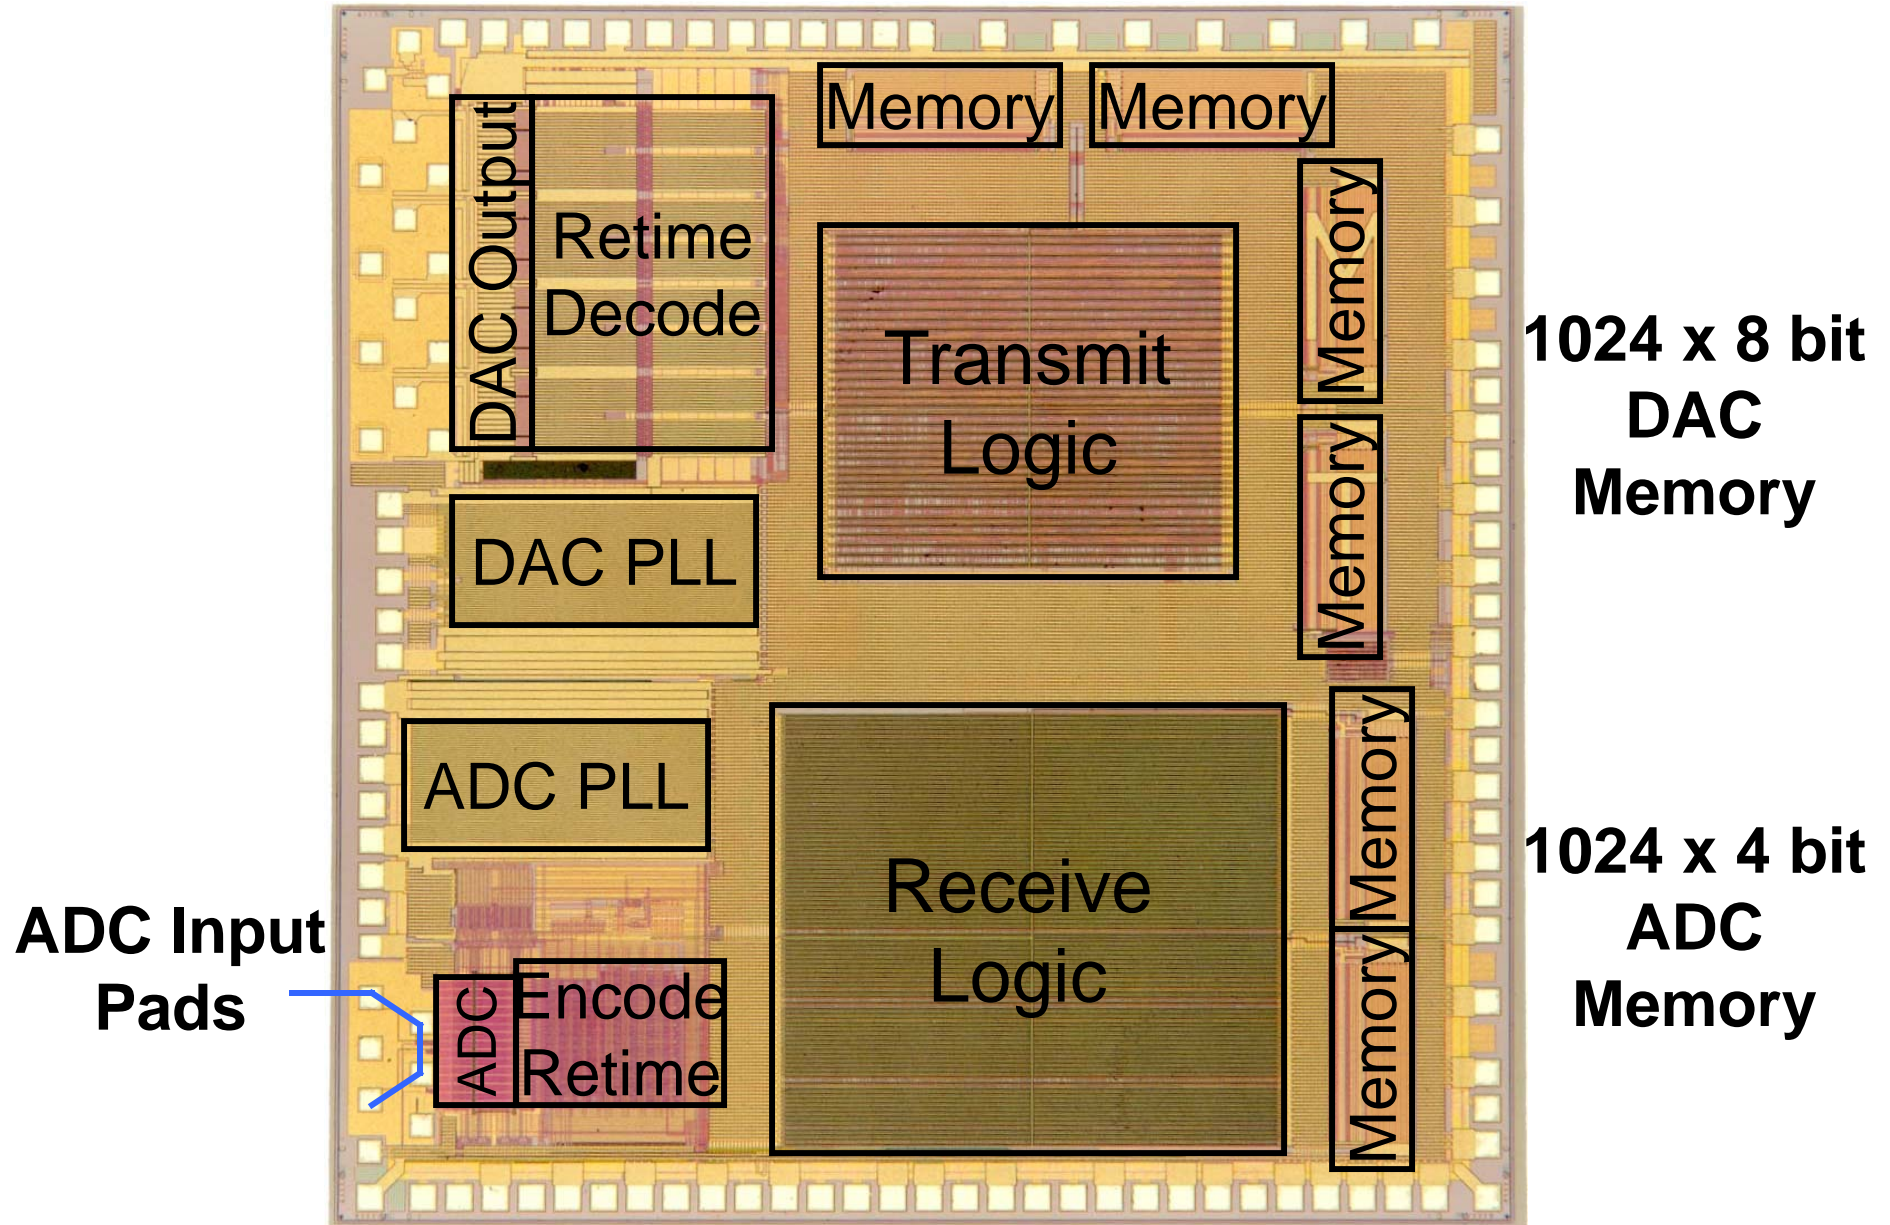 Memory
Memory
DAC Output
Retime
Decode
Memory
Transmit
Logic
1024 x 8 bit
DAC
Memory
Memory
DAC PLL
ADC PLL
Memory
Receive
Logic
1024 x 4 bit
ADC
Memory
ADC Input
Pads
ADC
Encode
Retime
Memory